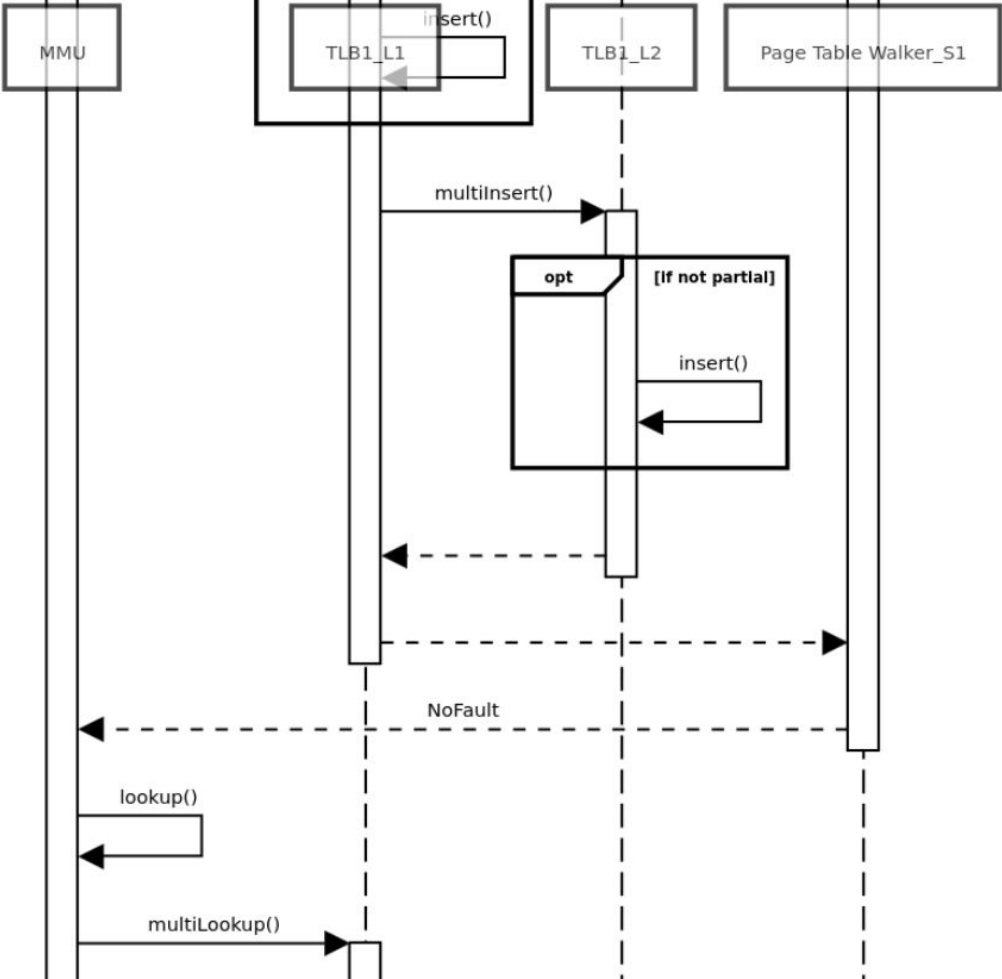 insert()
MMU
TLB1_L1
TLB1_L2
Page Table Walker_S1
multiInsert()
opt
[if not partial]
insert()
NoFault
lookup()
multiLookup()